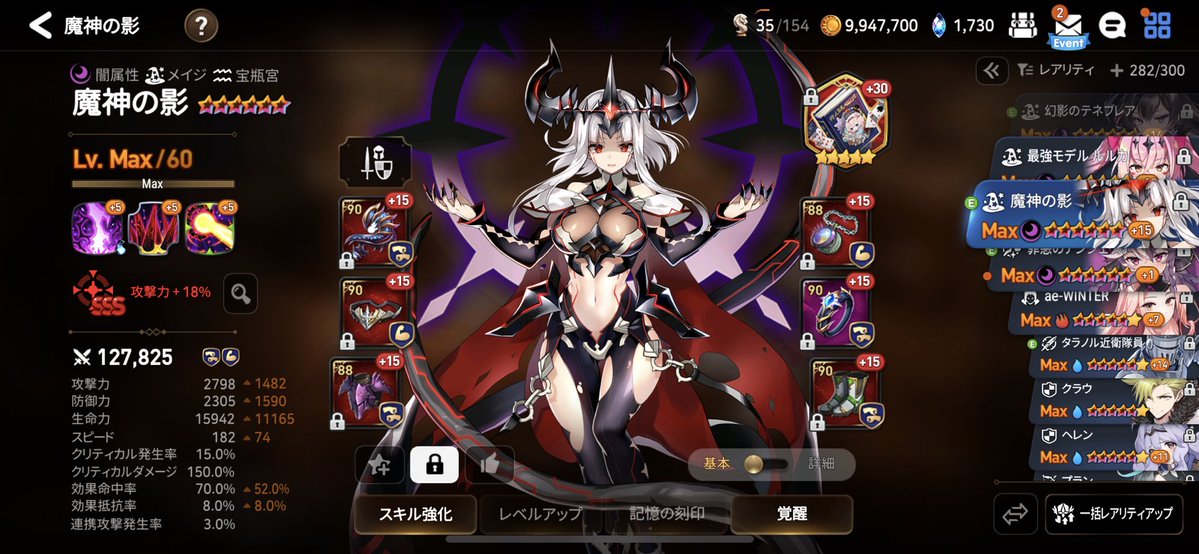 魔神の影
?
35/154
9,947,700
1,730
2
Event
闇属性 メイジ 宝瓶宮
魔神の影
Lv. Max/60
Max
+5
+5
+5
SSS
攻撃力+18%
127,825
攻撃力 2798 1482
防御力 2305 1590
生命力 15942 11165
スピード 182 74
クリティカル発生率 15.0%
クリティカルダメージ 150.0%
効果命中率 70.0% 52.0%
効果抵抗率 8.0% 8.0%
連携攻撃発生率 3.0%
90 +15
90 +15
88 +15
+30
88 +15
90 +15
90 +15
基本
詳細
スキル強化
レベルアップ
記憶の刻印
覚醒
レアリティ
282/300
E 幻影のテネブレア
Max
最強モデル ルルカ
E 魔神の影
Max +15
E
Max +1
ae-WINTER
Max +7
E タラノル近衛隊員
Max +14
クラウ
Max
ヘレン
Max +11
一括レアリティアップ